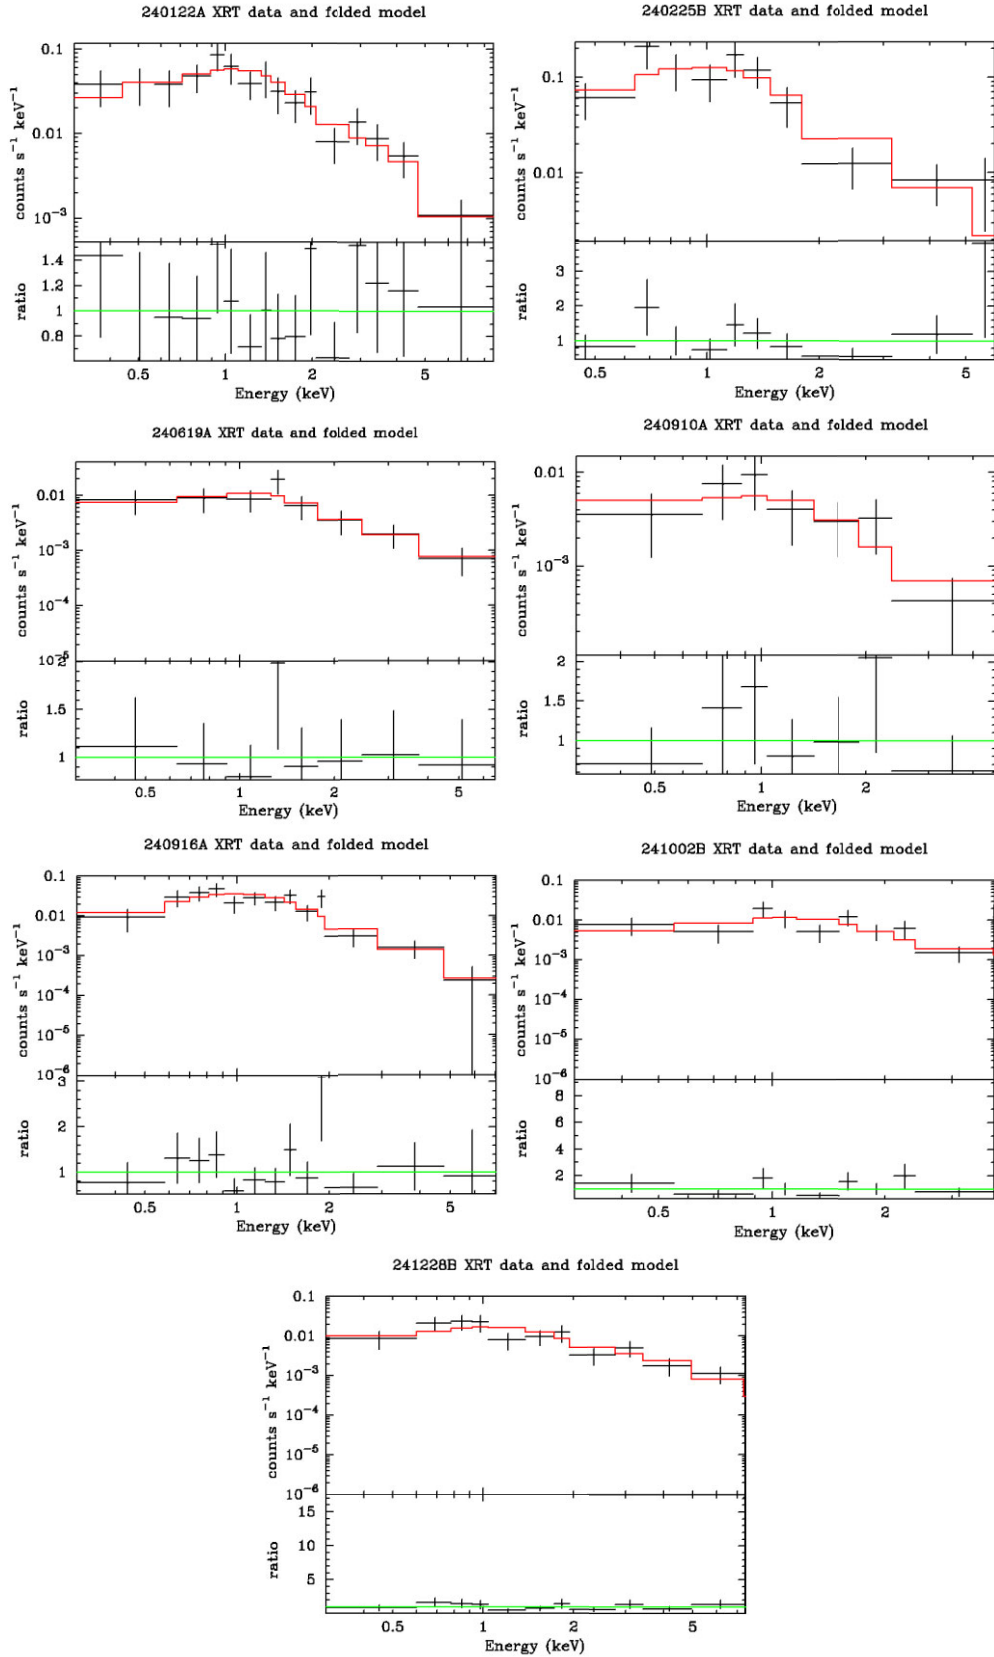 240122A XRT data and folded model
0.1
0.01
10⁻³
counts s⁻¹ keV⁻¹
1.4
1.2
1
0.8
ratio
0.5
1
2
5
Energy (keV)
240225B XRT data and folded model
0.1
0.01
counts s⁻¹ keV⁻¹
3
2
1
ratio
0.5
1
2
5
Energy (keV)
240619A XRT data and folded model
0.01
10⁻³
10⁻⁴
10⁻⁵
counts s⁻¹ keV⁻¹
2
1.5
1
ratio
0.5
1
2
5
Energy (keV)
240910A XRT data and folded model
0.01
10⁻³
counts s⁻¹ keV⁻¹
2
1.5
1
ratio
0.5
1
2
Energy (keV)
240916A XRT data and folded model
0.1
0.01
10⁻³
10⁻⁴
10⁻⁵
10⁻⁶
counts s⁻¹ keV⁻¹
3
2
1
ratio
0.5
1
2
5
Energy (keV)
241002B XRT data and folded model
0.1
0.01
10⁻³
10⁻⁴
10⁻⁵
10⁻⁶
counts s⁻¹ keV⁻¹
8
6
4
2
ratio
0.5
1
2
Energy (keV)
241228B XRT data and folded model
0.1
0.01
10⁻³
10⁻⁴
10⁻⁵
10⁻⁶
counts s⁻¹ keV⁻¹
15
10
5
ratio
0.5
1
2
5
Energy (keV)